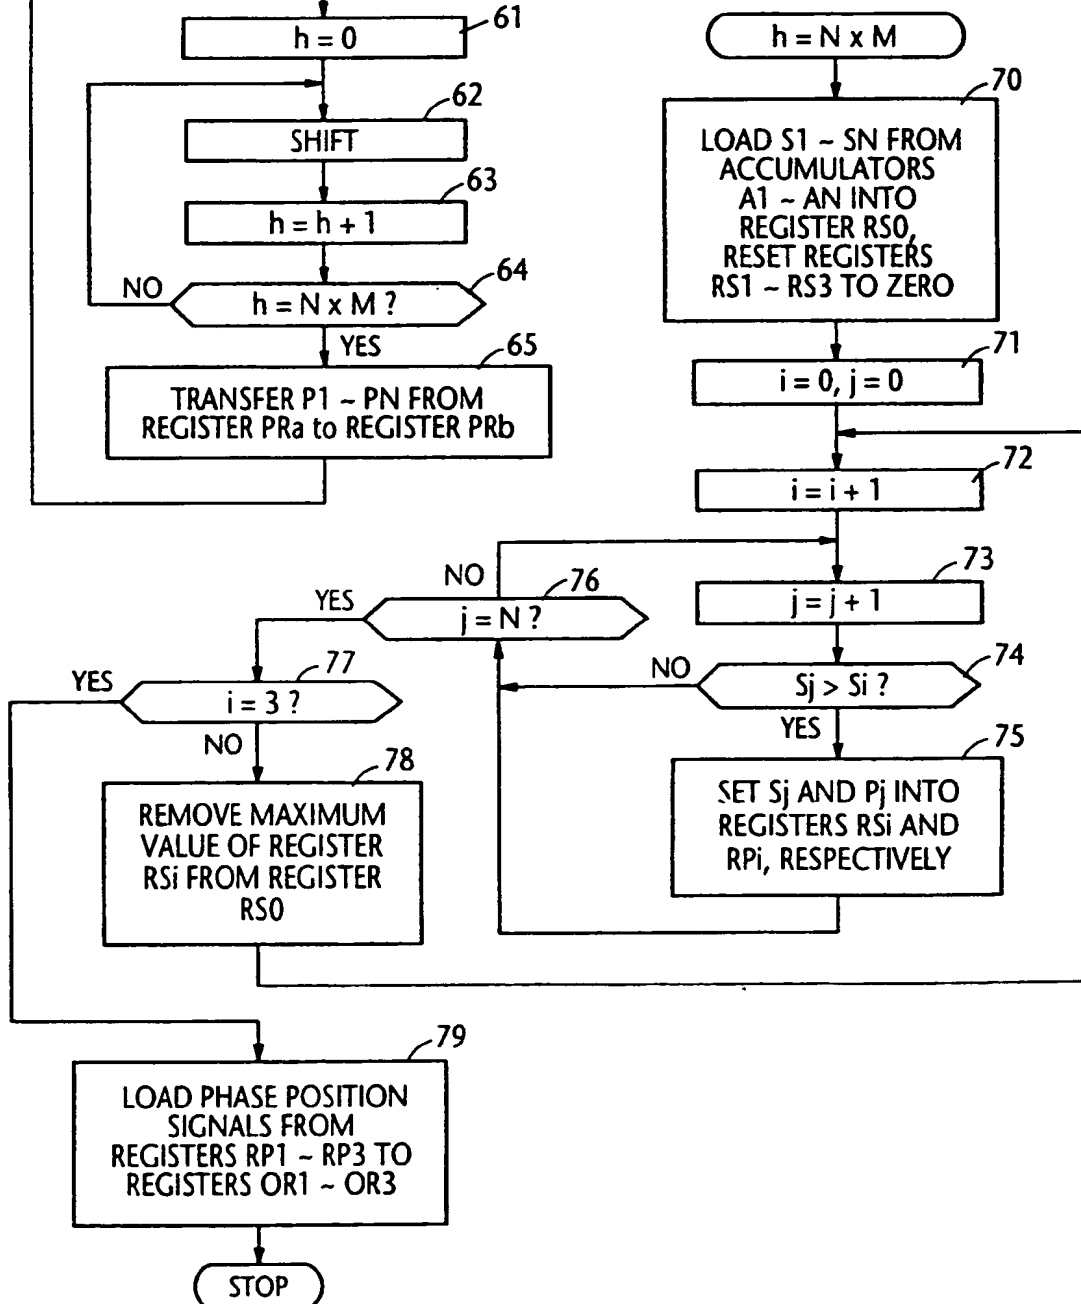 61
h = 0
62
SHIFT
63
h = h + 1
64
NO
h = N x M ?
YES
65
TRANSFER P1 ~ PN FROM
REGISTER PRa to REGISTER PRb
h = N x M
70
LOAD S1 ~ SN FROM
ACCUMULATORS
A1 ~ AN INTO
REGISTER RS0,
RESET REGISTERS
RS1 ~ RS3 TO ZERO
71
i = 0, j = 0
72
i = i + 1
73
j = j + 1
74
NO
Sj > Si ?
YES
75
SET Sj AND Pj INTO
REGISTERS RSi AND
RPi, RESPECTIVELY
NO
76
YES
j = N ?
77
YES
i = 3 ?
NO
78
REMOVE MAXIMUM
VALUE OF REGISTER
RSi FROM REGISTER
RS0
79
LOAD PHASE POSITION
SIGNALS FROM
REGISTERS RP1 ~ RP3 TO
REGISTERS OR1 ~ OR3
STOP